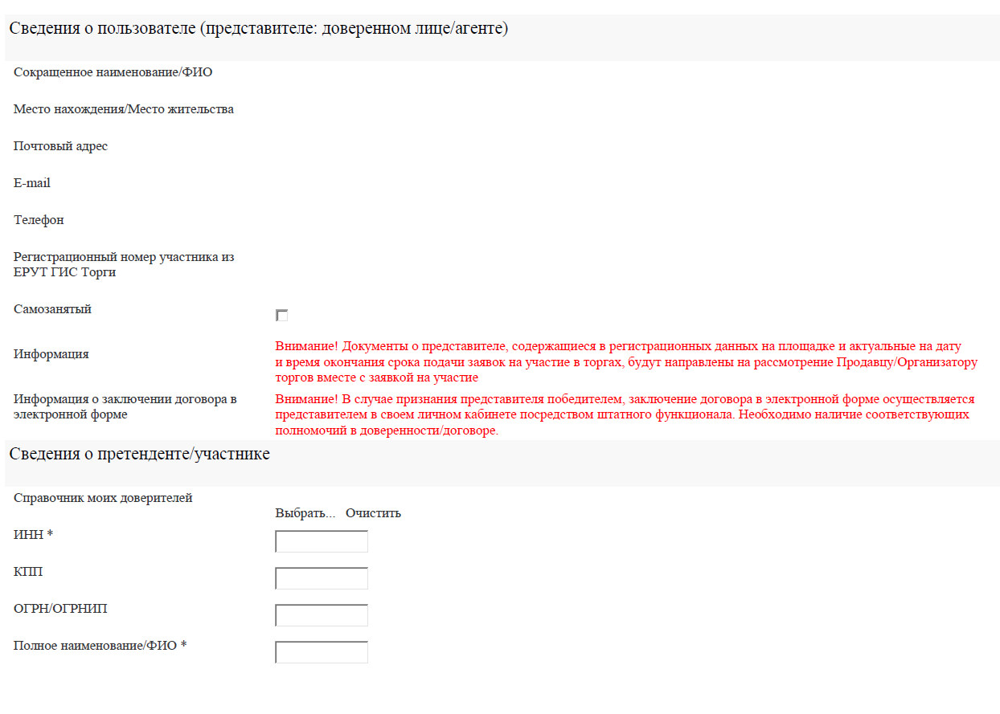 Сведения о пользователе (представителе: доверенном лице/агенте)
Сокращенное наименование/ФИО
Место нахождения/Место жительства
Почтовый адрес
E-mail
Телефон
Регистрационный номер участника из
ЕРУТ ГИС Торги
Самозанятый
Информация
Внимание! Документы о представителе, содержащиеся в регистрационных данных на площадке и актуальные на дату
и время окончания срока подачи заявок на участие в торгах, будут направлены на рассмотрение Продавцу/Организатору
торгов вместе с заявкой на участие
Информация о заключении договора в
электронной форме
Внимание! В случае признания представителя победителем, заключение договора в электронной форме осуществляется
представителем в своем личном кабинете посредством штатного функционала. Необходимо наличие соответствующих
полномочий в доверенности/договоре.
Сведения о претенденте/участнике
Справочник моих доверителей
Выбрать... Очистить
ИНН *
КПП
ОГРН/ОГРНИП
Полное наименование/ФИО *